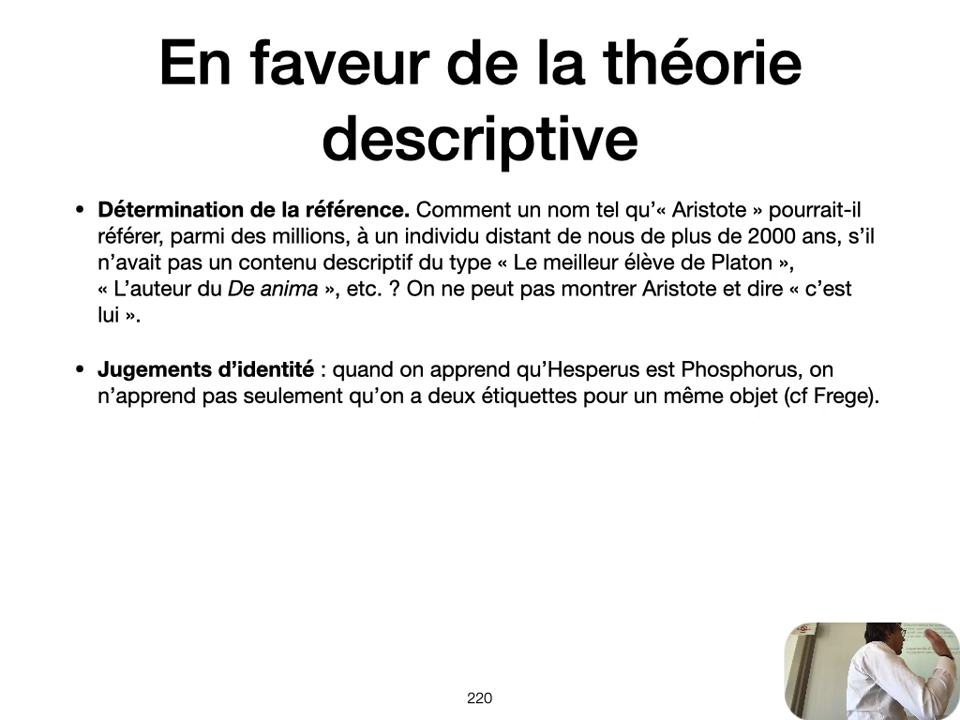 En faveur de la théorie
descriptive
• Détermination de la référence. Comment un nom tel qu’« Aristote » pourrait-il
référer, parmi des millions, à un individu distant de nous de plus de 2000 ans, s’il
n’avait pas un contenu descriptif du type « Le meilleur élève de Platon »,
« L’auteur du De anima », etc. ? On ne peut pas montrer Aristote et dire « c’est
lui ».
• Jugements d’identité : quand on apprend qu’Hesperus est Phosphorus, on
n’apprend pas seulement qu’on a deux étiquettes pour un même objet (cf Frege).
220